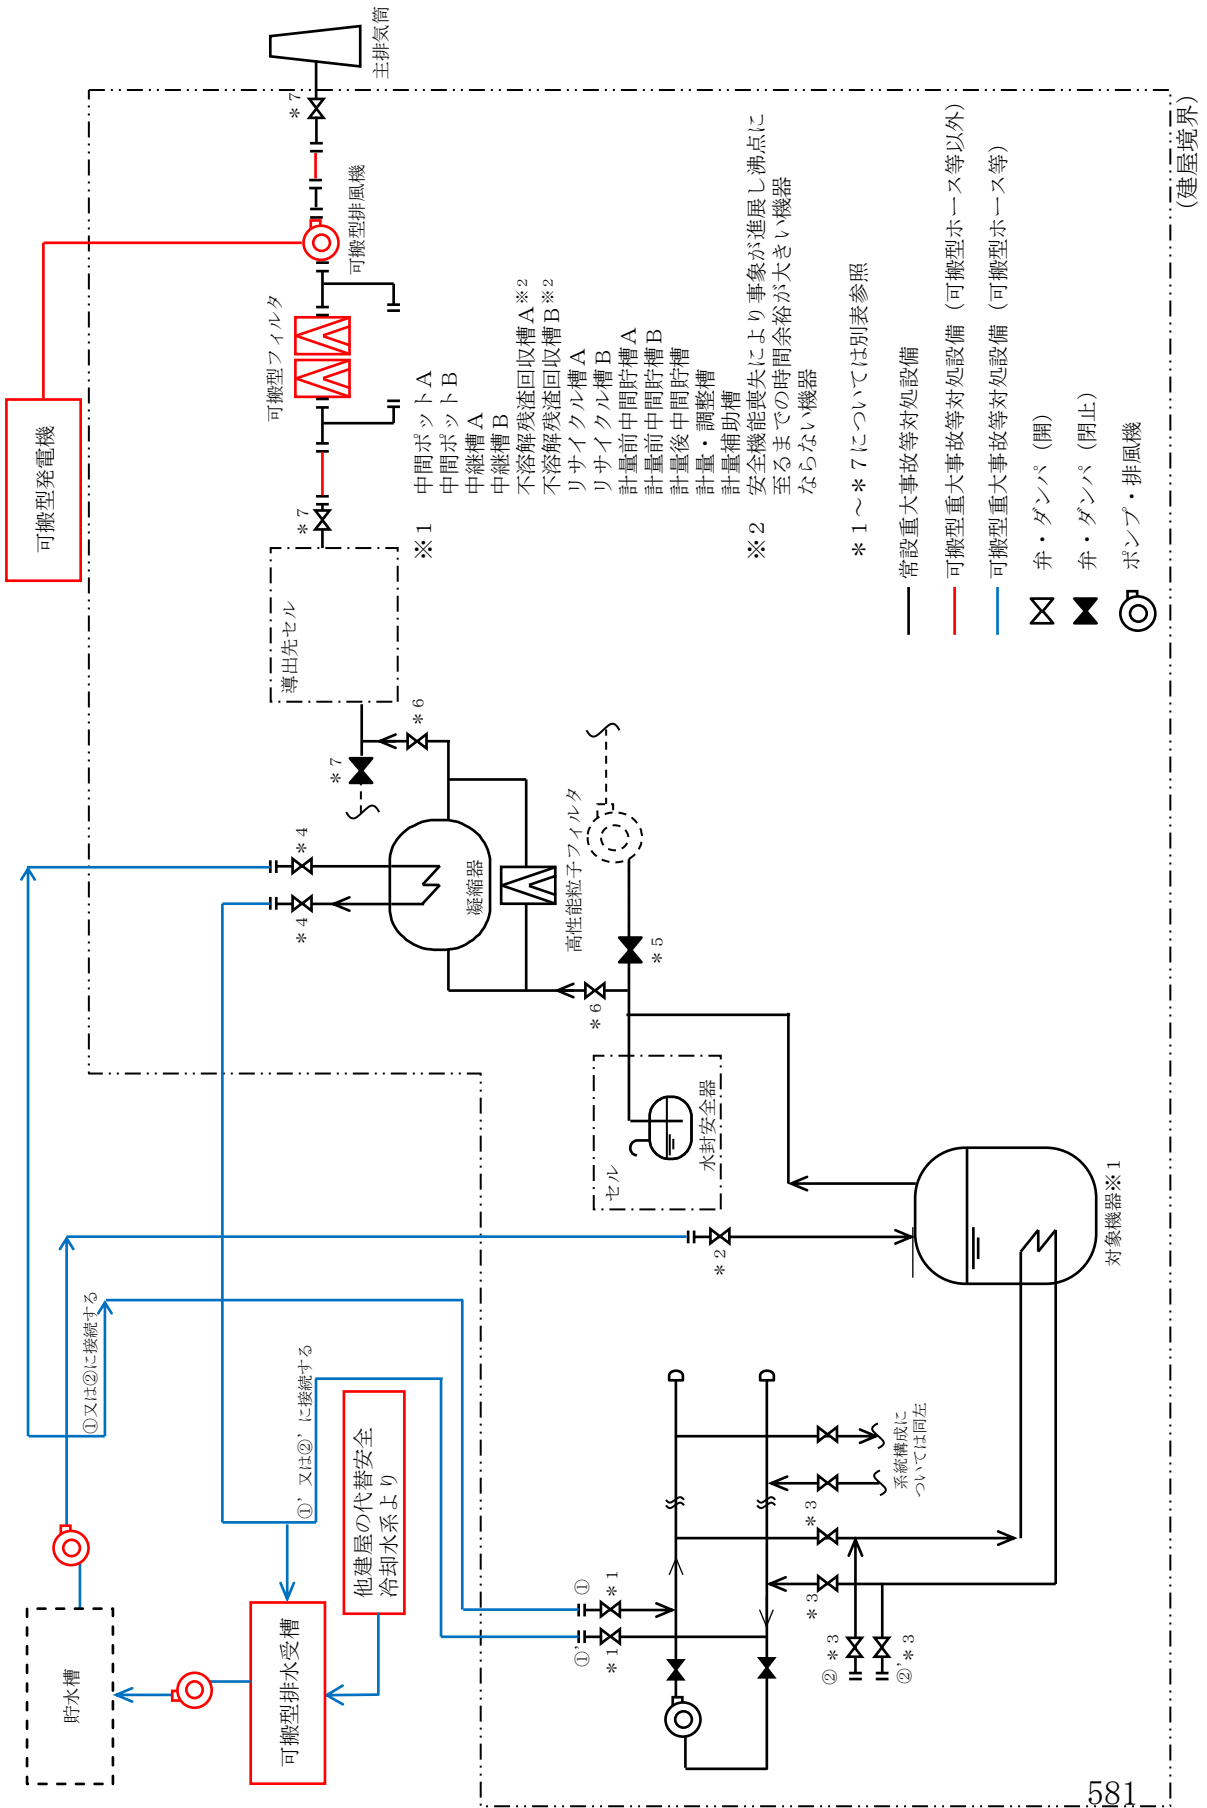 主排気筒
*7
可搬型排風機
可搬型フィルタ
可搬型発電機
*7
導出先セル
*7
*6
*4
*4
凝縮器
高性能粒子フィルタ
*5
*6
セル
水封安全器
*2
対象機器※1
①又は②に接続する
①’又は②’に接続する
他建屋の代替安全
冷却水系より
貯水槽
可搬型排水受槽
① *1
①’ *1
*3
*3
② *3
②’*3
系統構成に
ついては同左
※1 中間ポットA
中間ポットB
中継槽A
中継槽B
不溶解残渣回収槽A※2
不溶解残渣回収槽B※2
リサイクル槽A
リサイクル槽B
計量前中間貯槽A
計量前中間貯槽B
計量後中間貯槽
計量・調整槽
計量補助槽
※2 安全機能喪失により事象が進展し沸点に
至るまでの時間余裕が大きい機器
ならない機器
*1~*7については別表参照
常設重大事故等対処設備
可搬型重大事故等対処設備(可搬型ホース等以外)
可搬型重大事故等対処設備(可搬型ホース等)
弁・ダンパ(開)
弁・ダンパ(閉止)
ポンプ・排風機
(建屋境界)
581